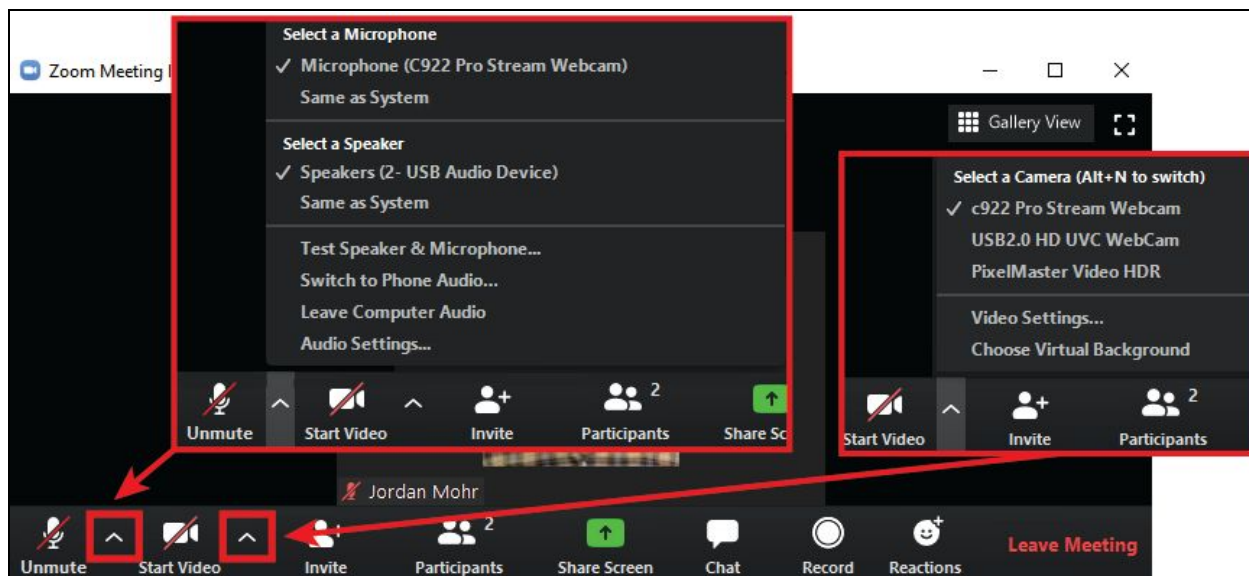 Zoom Meeting
Select a Microphone
Microphone (C922 Pro Stream Webcam)
Same as System
Select a Speaker
Speakers (2- USB Audio Device)
Same as System
Test Speaker & Microphone...
Switch to Phone Audio...
Leave Computer Audio
Audio Settings...
Unmute
Start Video
Invite
2
Participants
Share Sc
Gallery View
Select a Camera (Alt+N to switch)
c922 Pro Stream Webcam
USB2.0 HD UVC WebCam
PixelMaster Video HDR
Video Settings...
Choose Virtual Background
Start Video
Invite
2
Participants
Jordan Mohr
Unmute
Start Video
Invite
2
Participants
Share Screen
Chat
Record
Reactions
Leave Meeting